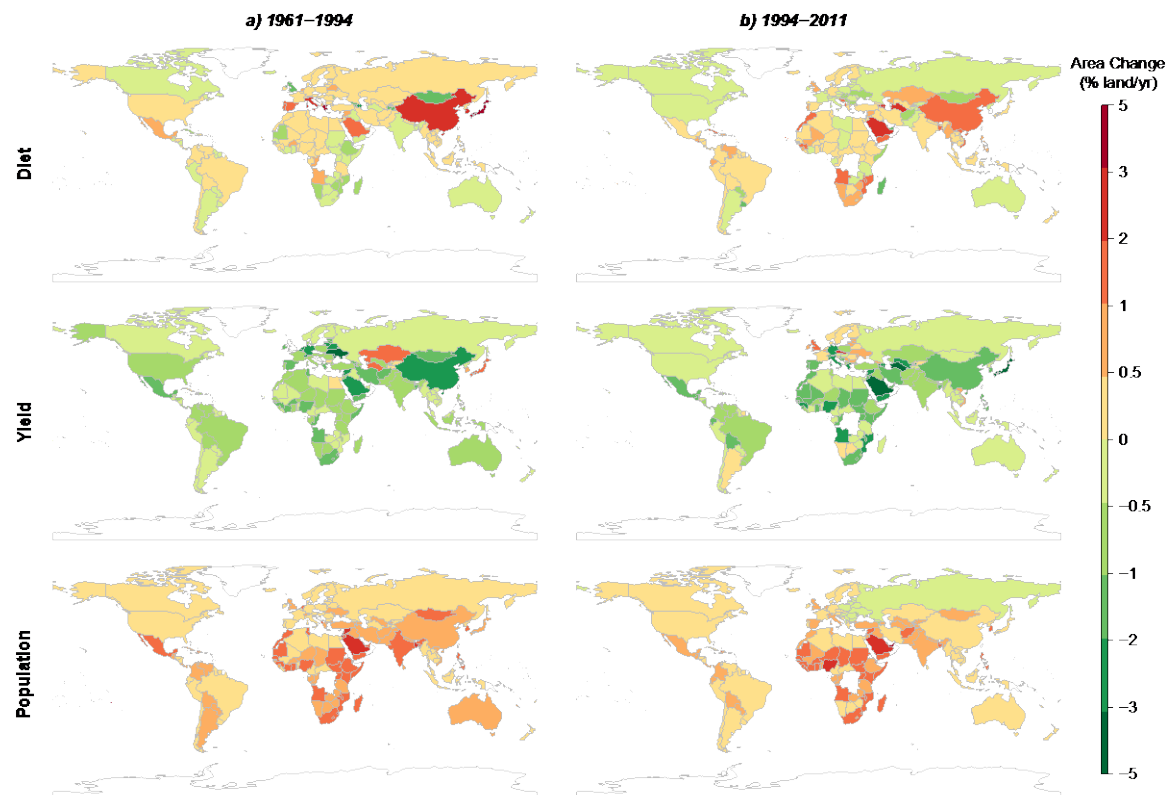 a) 1961–1994
b) 1994–2011
Area Change
(% land/yr)
Diet
Yield
Population
5
3
2
1
0.5
0
−0.5
−1
−2
−3
−5